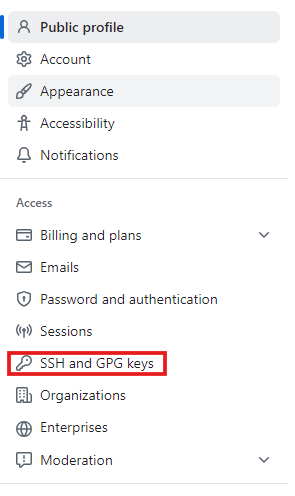 Public profile
Account
Appearance
Accessibility
Notifications
Access
Billing and plans
Emails
Password and authentication
Sessions
SSH and GPG keys
Organizations
Enterprises
Moderation